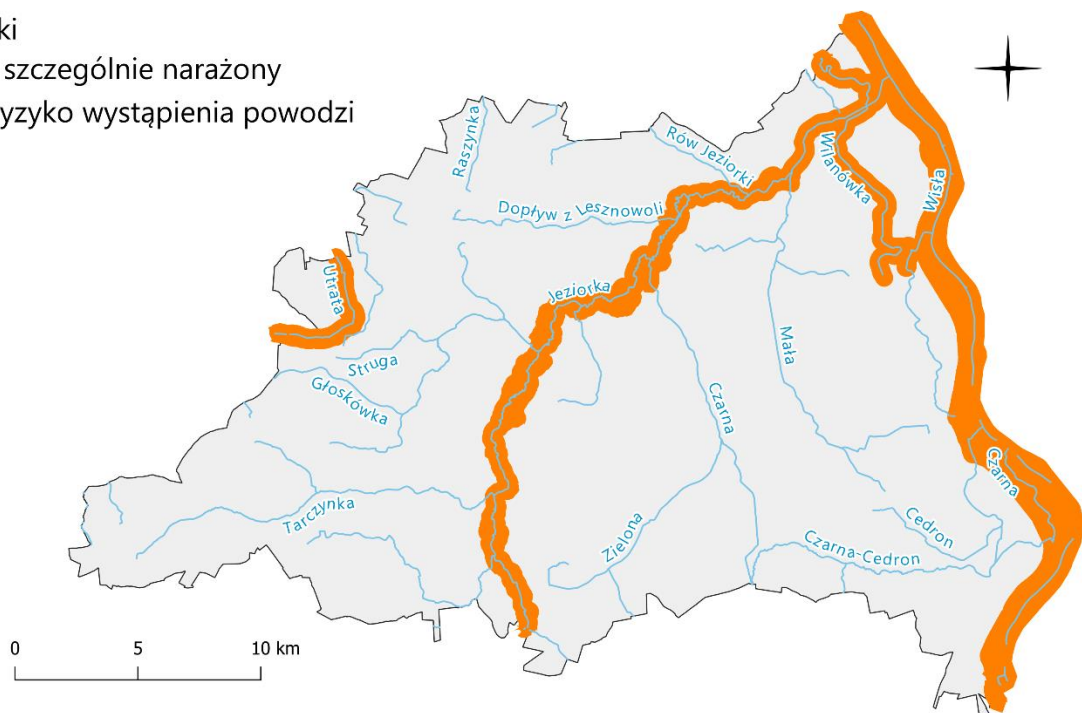 ki
szczególnie narażony
yzyko wystąpienia powodzi
Raszynka
Rów Jeziorki
Wilanówka
Wisła
Dopływ z Lesznowoli
Utrata
Jeziorka
Struga
Mała
Głoskówka
Czarna
Czarna
Tarczynka
Zielona
Cedron
Czarna-Cedron
0 5 10 km